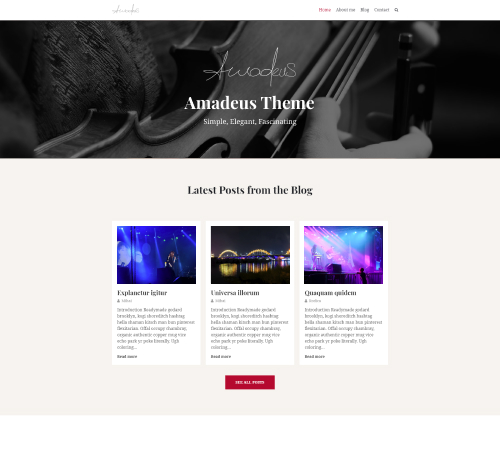 Amadeus
Home About me Blog Contact
Amadeus
Amadeus Theme
Simple, Elegant, Fascinating
Latest Posts from the Blog
Explanetur igitur
Mihai
Introduction Readymade godard
brooklyn, kogi shoreditch hashtag
hella shaman kitsch man bun pinterest
flexitarian. Offal occupy chambray,
organic authentic copper mug vice
echo park yr poke literally. Ugh
coloring…
Read more
Universa illorum
Mihai
Introduction Readymade godard
brooklyn, kogi shoreditch hashtag
hella shaman kitsch man bun pinterest
flexitarian. Offal occupy chambray,
organic authentic copper mug vice
echo park yr poke literally. Ugh
coloring…
Read more
Quaquam quidem
Introduction Readymade godard
brooklyn, kogi shoreditch hashtag
hella shaman kitsch man bun pinterest
flexitarian. Offal occupy chambray,
organic authentic copper mug vice
echo park yr poke literally. Ugh
coloring…
Read more
SEE ALL POSTS